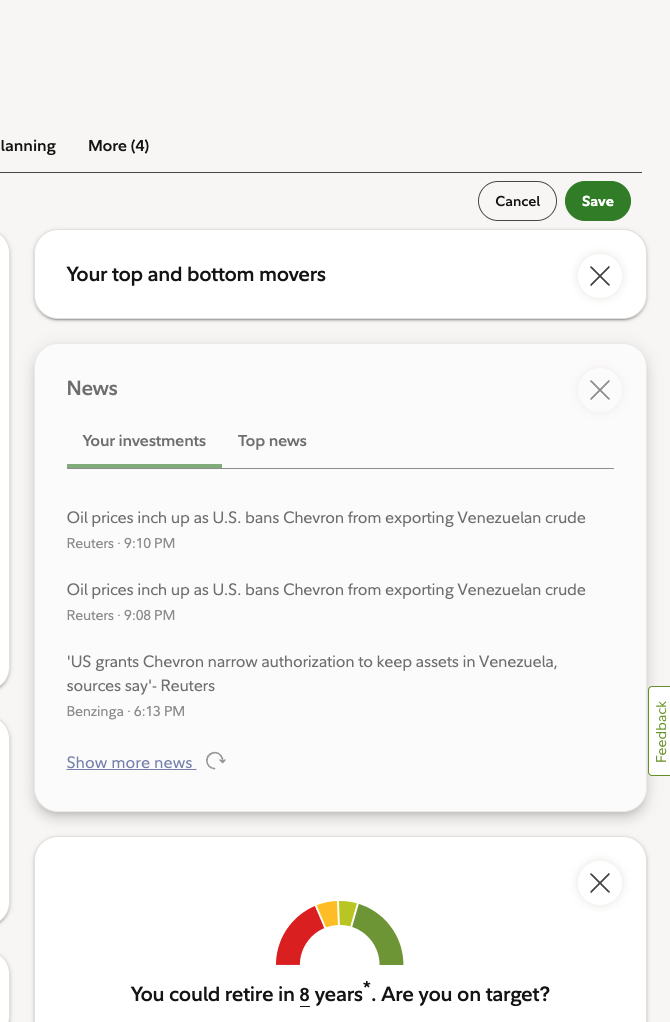 lanning More (4)
Cancel Save
Your top and bottom movers
News
Your investments Top news
Oil prices inch up as U.S. bans Chevron from exporting Venezuelan crude
Reuters · 9:10 PM
Oil prices inch up as U.S. bans Chevron from exporting Venezuelan crude
Reuters · 9:08 PM
'US grants Chevron narrow authorization to keep assets in Venezuela,
sources say'- Reuters
Benzinga · 6:13 PM
Feedback
Show more news
You could retire in 8 years*. Are you on target?